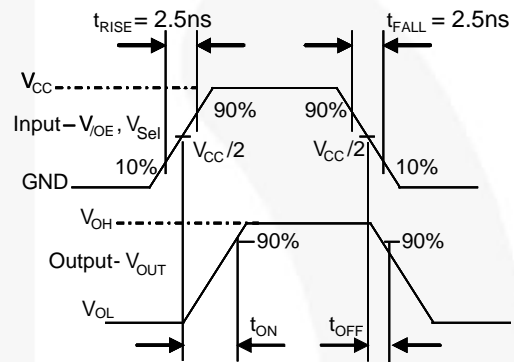 tRISE = 2.5ns
tFALL = 2.5ns
VCC
90%
90%
Input– V/OE , VSel
VCC/2
VCC/2
10%
10%
GND
VOH
90%
90%
Output- VOUT
VOL
tON
tOFF